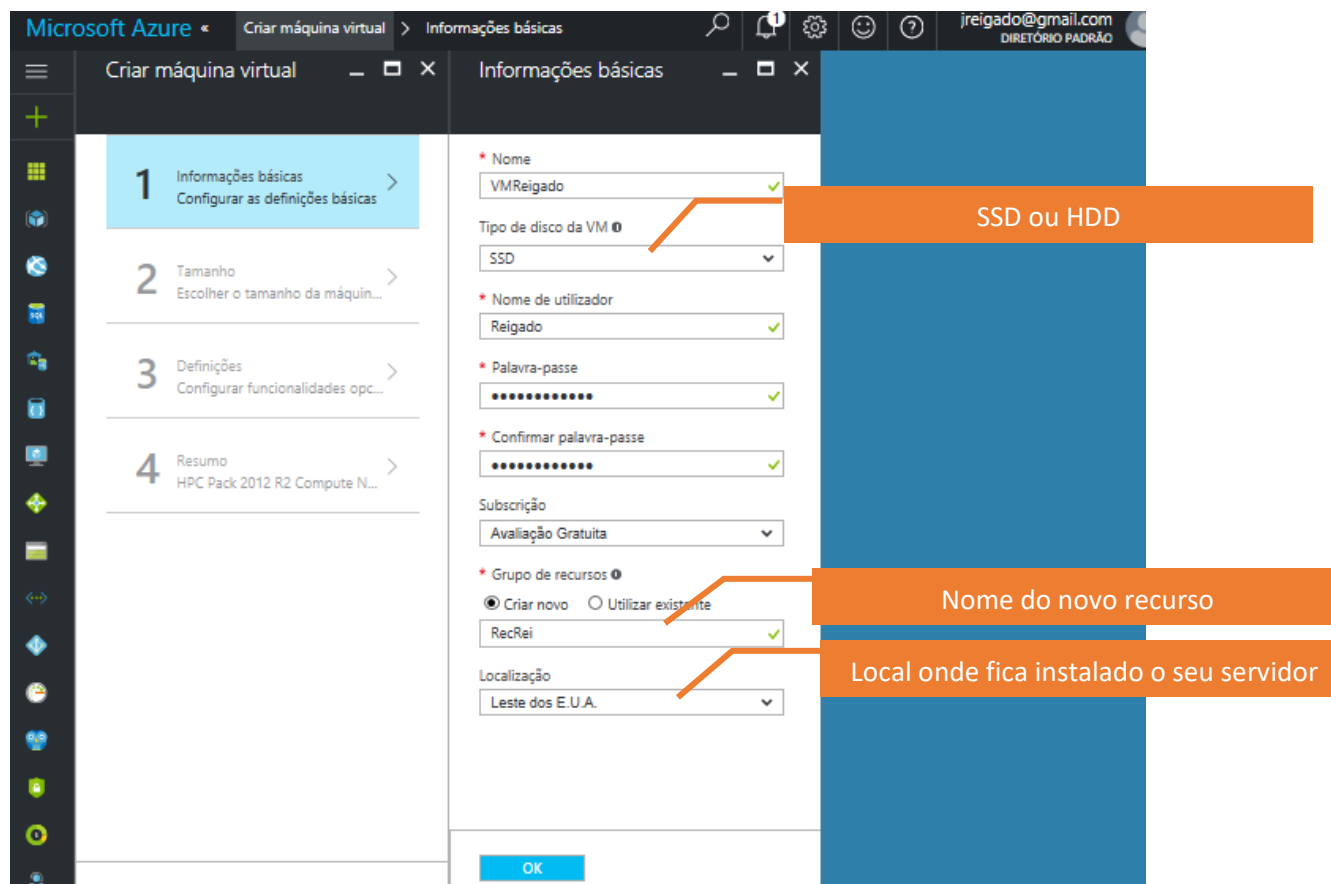 Microsoft Azure « Criar máquina virtual > Informações básicas
1
jreigado@gmail.com
DIRETÓRIO PADRÃO
Criar máquina virtual
Informações básicas
1
Informações básicas
Configurar as definições básicas
2
Tamanho
Escolher o tamanho da máquin...
3
Definições
Configurar funcionalidades opc...
4
Resumo
HPC Pack 2012 R2 Compute N...
* Nome
VMReigado
Tipo de disco da VM
SSD
* Nome de utilizador
Reigado
* Palavra-passe
••••••••••••
* Confirmar palavra-passe
••••••••••••
Subscrição
Avaliação Gratuita
* Grupo de recursos
Criar novo Utilizar existente
RecRei
Localização
Leste dos E.U.A.
OK
SSD ou HDD
Nome do novo recurso
Local onde fica instalado o seu servidor
SQL